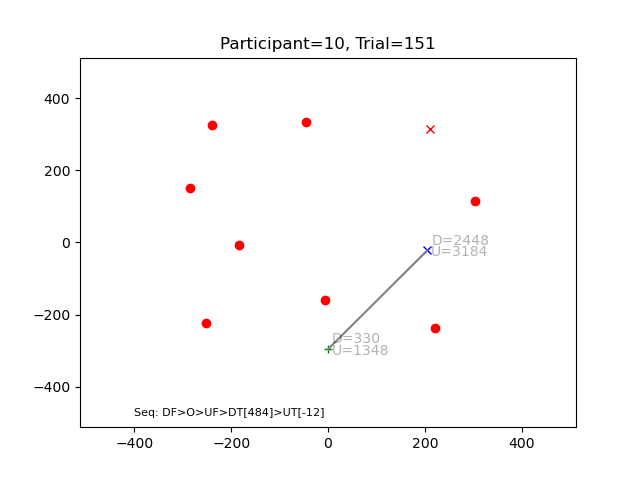 Participant=10, Trial=151
400
200
0
−200
−400
D=2448
U=3184
D=330
U=1348
Seq: DF>O>UF>DT[484]>UT[-12]
−400
−200
0
200
400